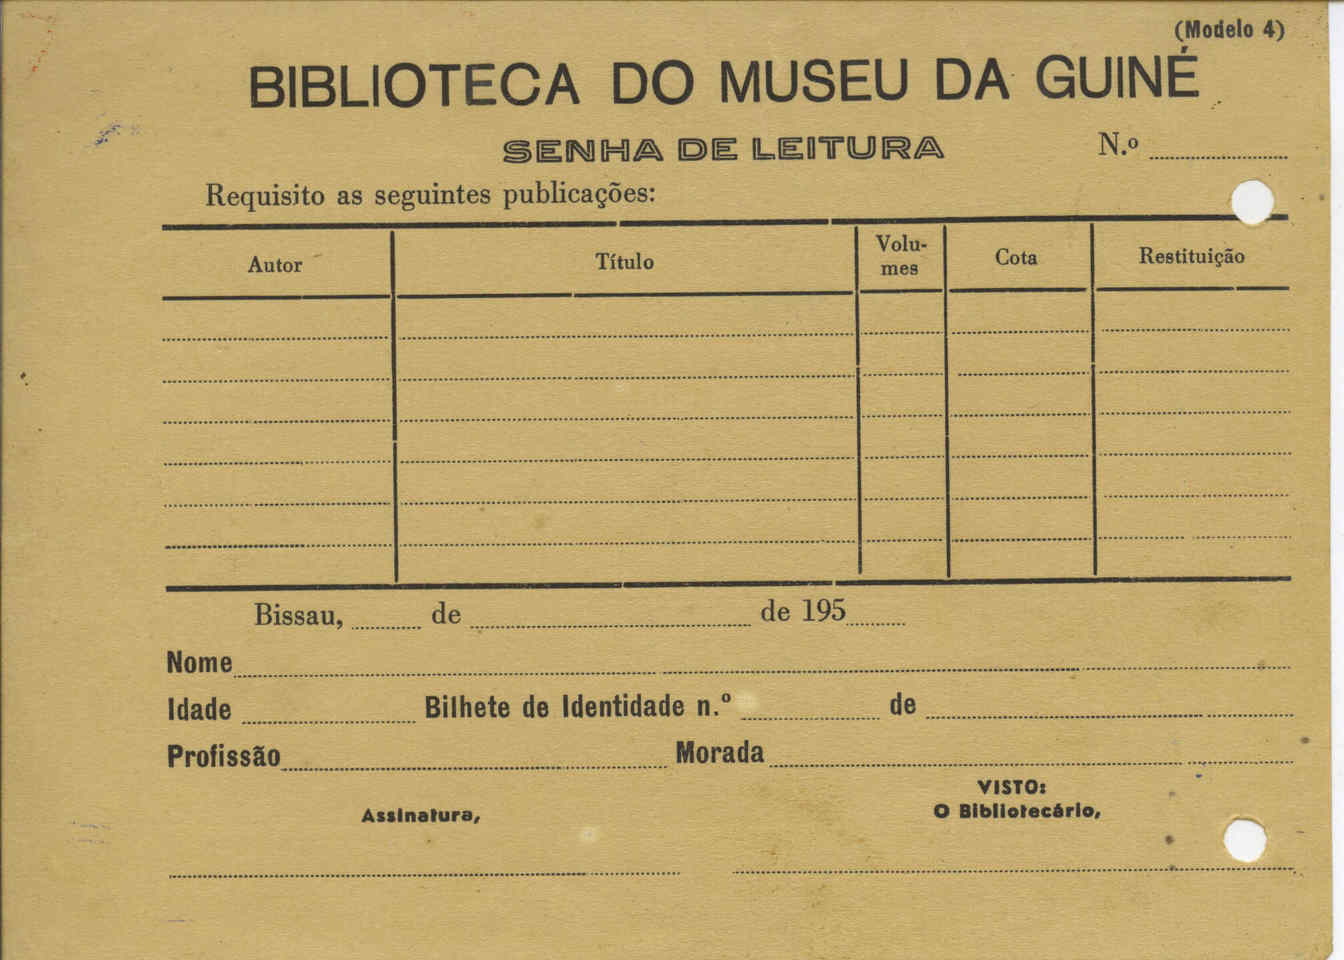 (Modelo 4)
BIBLIOTECA DO MUSEU DA GUINÉ
SENHA DE LEITURA N.º
Requisito as seguintes publicações:
Autor Título Volu-mes Cota Restituição
Bissau, de de 195
Nome
Idade Bilhete de Identidade n.º de
Profissão Morada
VISTO:
Assinatura, O Bibliotecário,